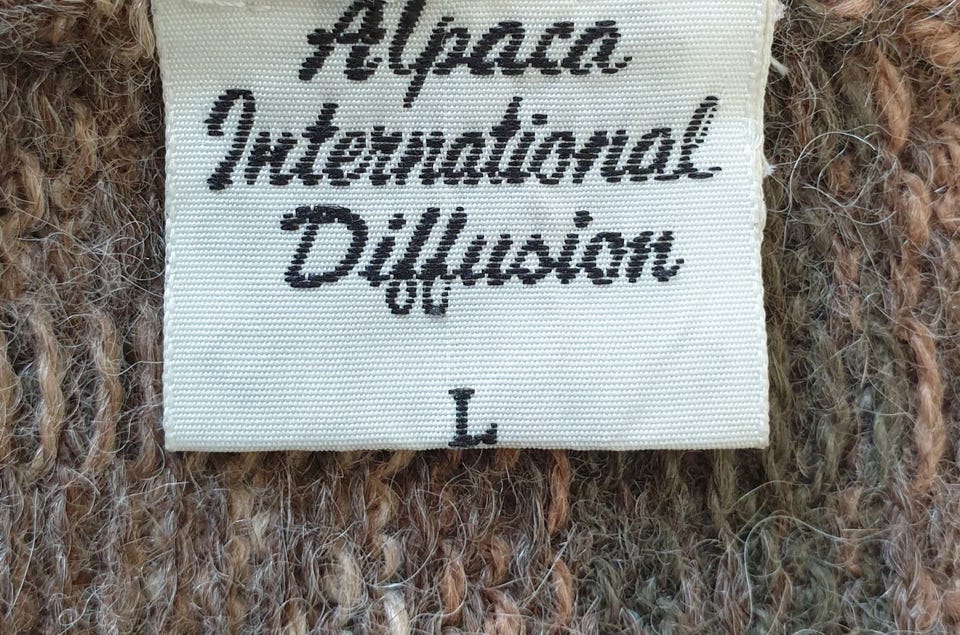 Alpaca
International
Diffusion
L